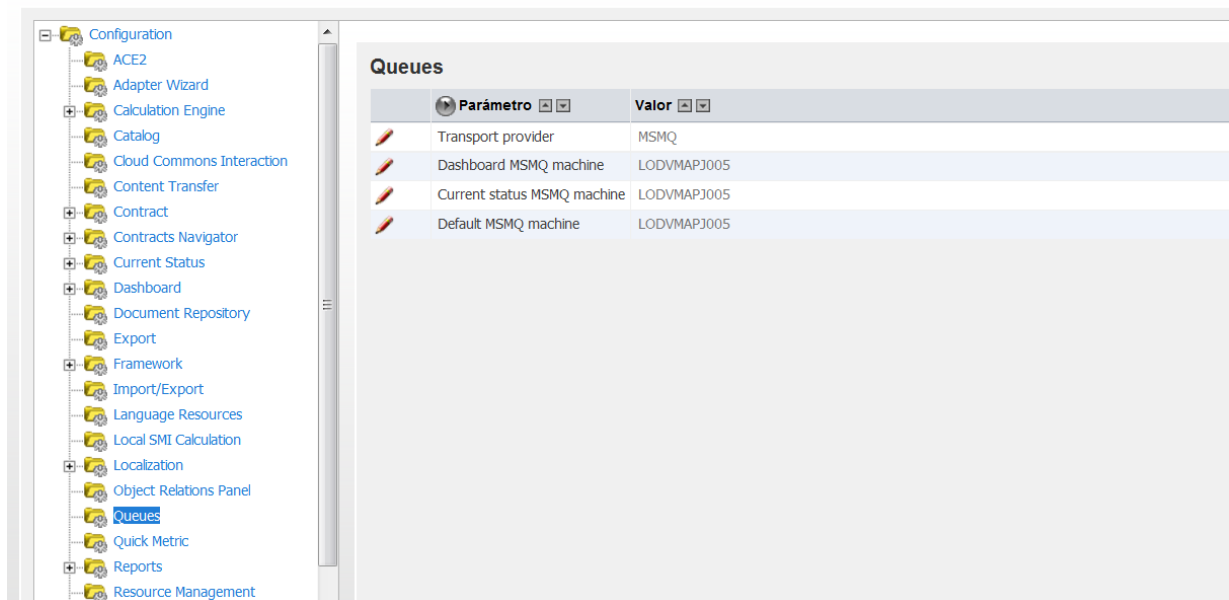 Configuration
ACE2
Adapter Wizard
Calculation Engine
Catalog
Cloud Commons Interaction
Content Transfer
Contract
Contracts Navigator
Current Status
Dashboard
Document Repository
Export
Framework
Import/Export
Language Resources
Local SMI Calculation
Localization
Object Relations Panel
Queues
Quick Metric
Reports
Resource Management
Queues
Parámetro Valor
Transport provider MSMQ
Dashboard MSMQ machine LODVMAPJ005
Current status MSMQ machine LODVMAPJ005
Default MSMQ machine LODVMAPJ005